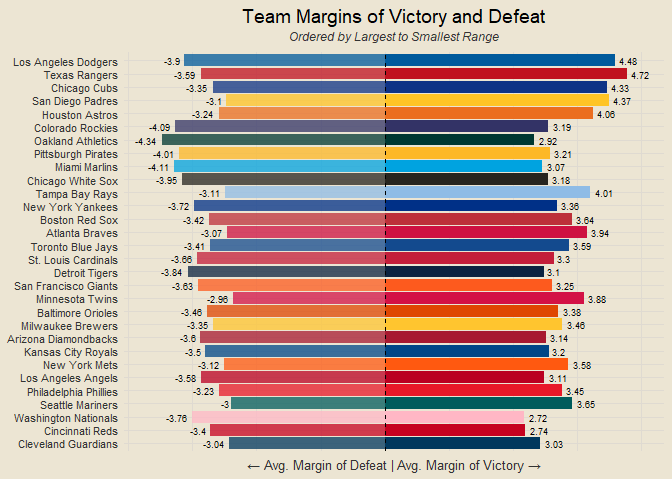 Team Margins of Victory and Defeat
Ordered by Largest to Smallest Range
Los Angeles Dodgers -3.9 4.48
Texas Rangers -3.59 4.72
Chicago Cubs -3.35 4.33
San Diego Padres -3.1 4.37
Houston Astros -3.24 4.06
Colorado Rockies -4.09 3.19
Oakland Athletics -4.34 2.92
Pittsburgh Pirates -4.01 3.21
Miami Marlins -4.11 3.07
Chicago White Sox -3.95 3.18
Tampa Bay Rays -3.11 4.01
New York Yankees -3.72 3.36
Boston Red Sox -3.42 3.64
Atlanta Braves -3.07 3.94
Toronto Blue Jays -3.41 3.59
St. Louis Cardinals -3.66 3.3
Detroit Tigers -3.84 3.1
San Francisco Giants -3.63 3.25
Minnesota Twins -2.96 3.88
Baltimore Orioles -3.46 3.38
Milwaukee Brewers -3.35 3.46
Arizona Diamondbacks -3.6 3.14
Kansas City Royals -3.5 3.2
New York Mets -3.12 3.58
Los Angeles Angels -3.58 3.11
Philadelphia Phillies -3.23 3.45
Seattle Mariners -3 3.65
Washington Nationals -3.76 2.72
Cincinnati Reds -3.4 2.74
Cleveland Guardians -3.04 3.03
← Avg. Margin of Defeat | Avg. Margin of Victory →